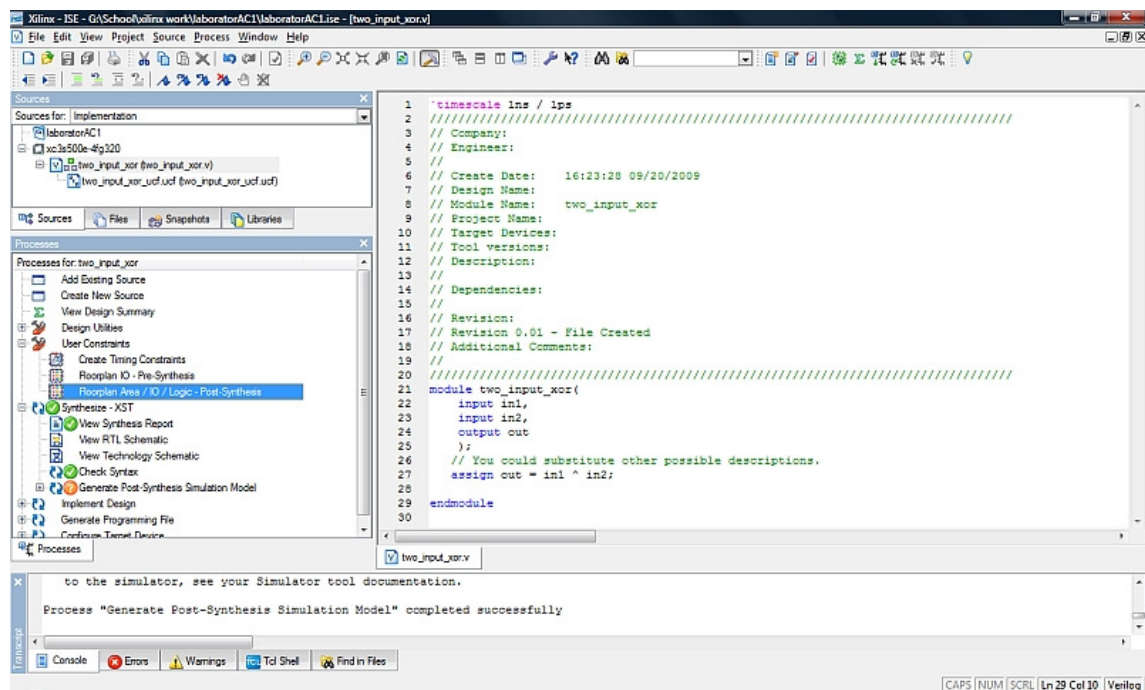 Xilinx - ISE - G:\School\xilinx work\laboratorAC1\laboratorAC1.ise - [two_input_xor.v]
File Edit View Project Source Process Window Help
Sources
Sources for: Implementation
laboratorAC1
xc3s500e-4fg320
two_input_xor (two_input_xor.v)
two_input_xor_ucf.ucf (two_input_xor_ucf.ucf)
Sources Files Snapshots Libraries
Processes
Processes for: two_input_xor
Add Existing Source
Create New Source
View Design Summary
Design Utilities
User Constraints
Create Timing Constraints
Floorplan IO - Pre-Synthesis
Floorplan Area / IO / Logic - Post-Synthesis
Synthesize - XST
View Synthesis Report
View RTL Schematic
View Technology Schematic
Check Syntax
Generate Post-Synthesis Simulation Model
Implement Design
Generate Programming File
Configure Target Device
Processes
1 `timescale 1ns / 1ps
2 //////////////////////////////////////////////////////////////////////////////////
3 // Company:
4 // Engineer:
5 //
6 // Create Date: 16:23:28 09/20/2009
7 // Design Name:
8 // Module Name: two_input_xor
9 // Project Name:
10 // Target Devices:
11 // Tool versions:
12 // Description:
13 //
14 // Dependencies:
15 //
16 // Revision:
17 // Revision 0.01 - File Created
18 // Additional Comments:
19 //
20 //////////////////////////////////////////////////////////////////////////////////
21 module two_input_xor(
22 input in1,
23 input in2,
24 output out
25 );
26 // You could substitute other possible descriptions.
27 assign out = in1 ^ in2;
28
29 endmodule
30
two_input_xor.v
to the simulator, see your Simulator tool documentation.
Process "Generate Post-Synthesis Simulation Model" completed successfully
Transcript
Console Errors Warnings Tcl Shell Find in Files
CAPS NUM SCRL Ln 29 Col 10 Verilog